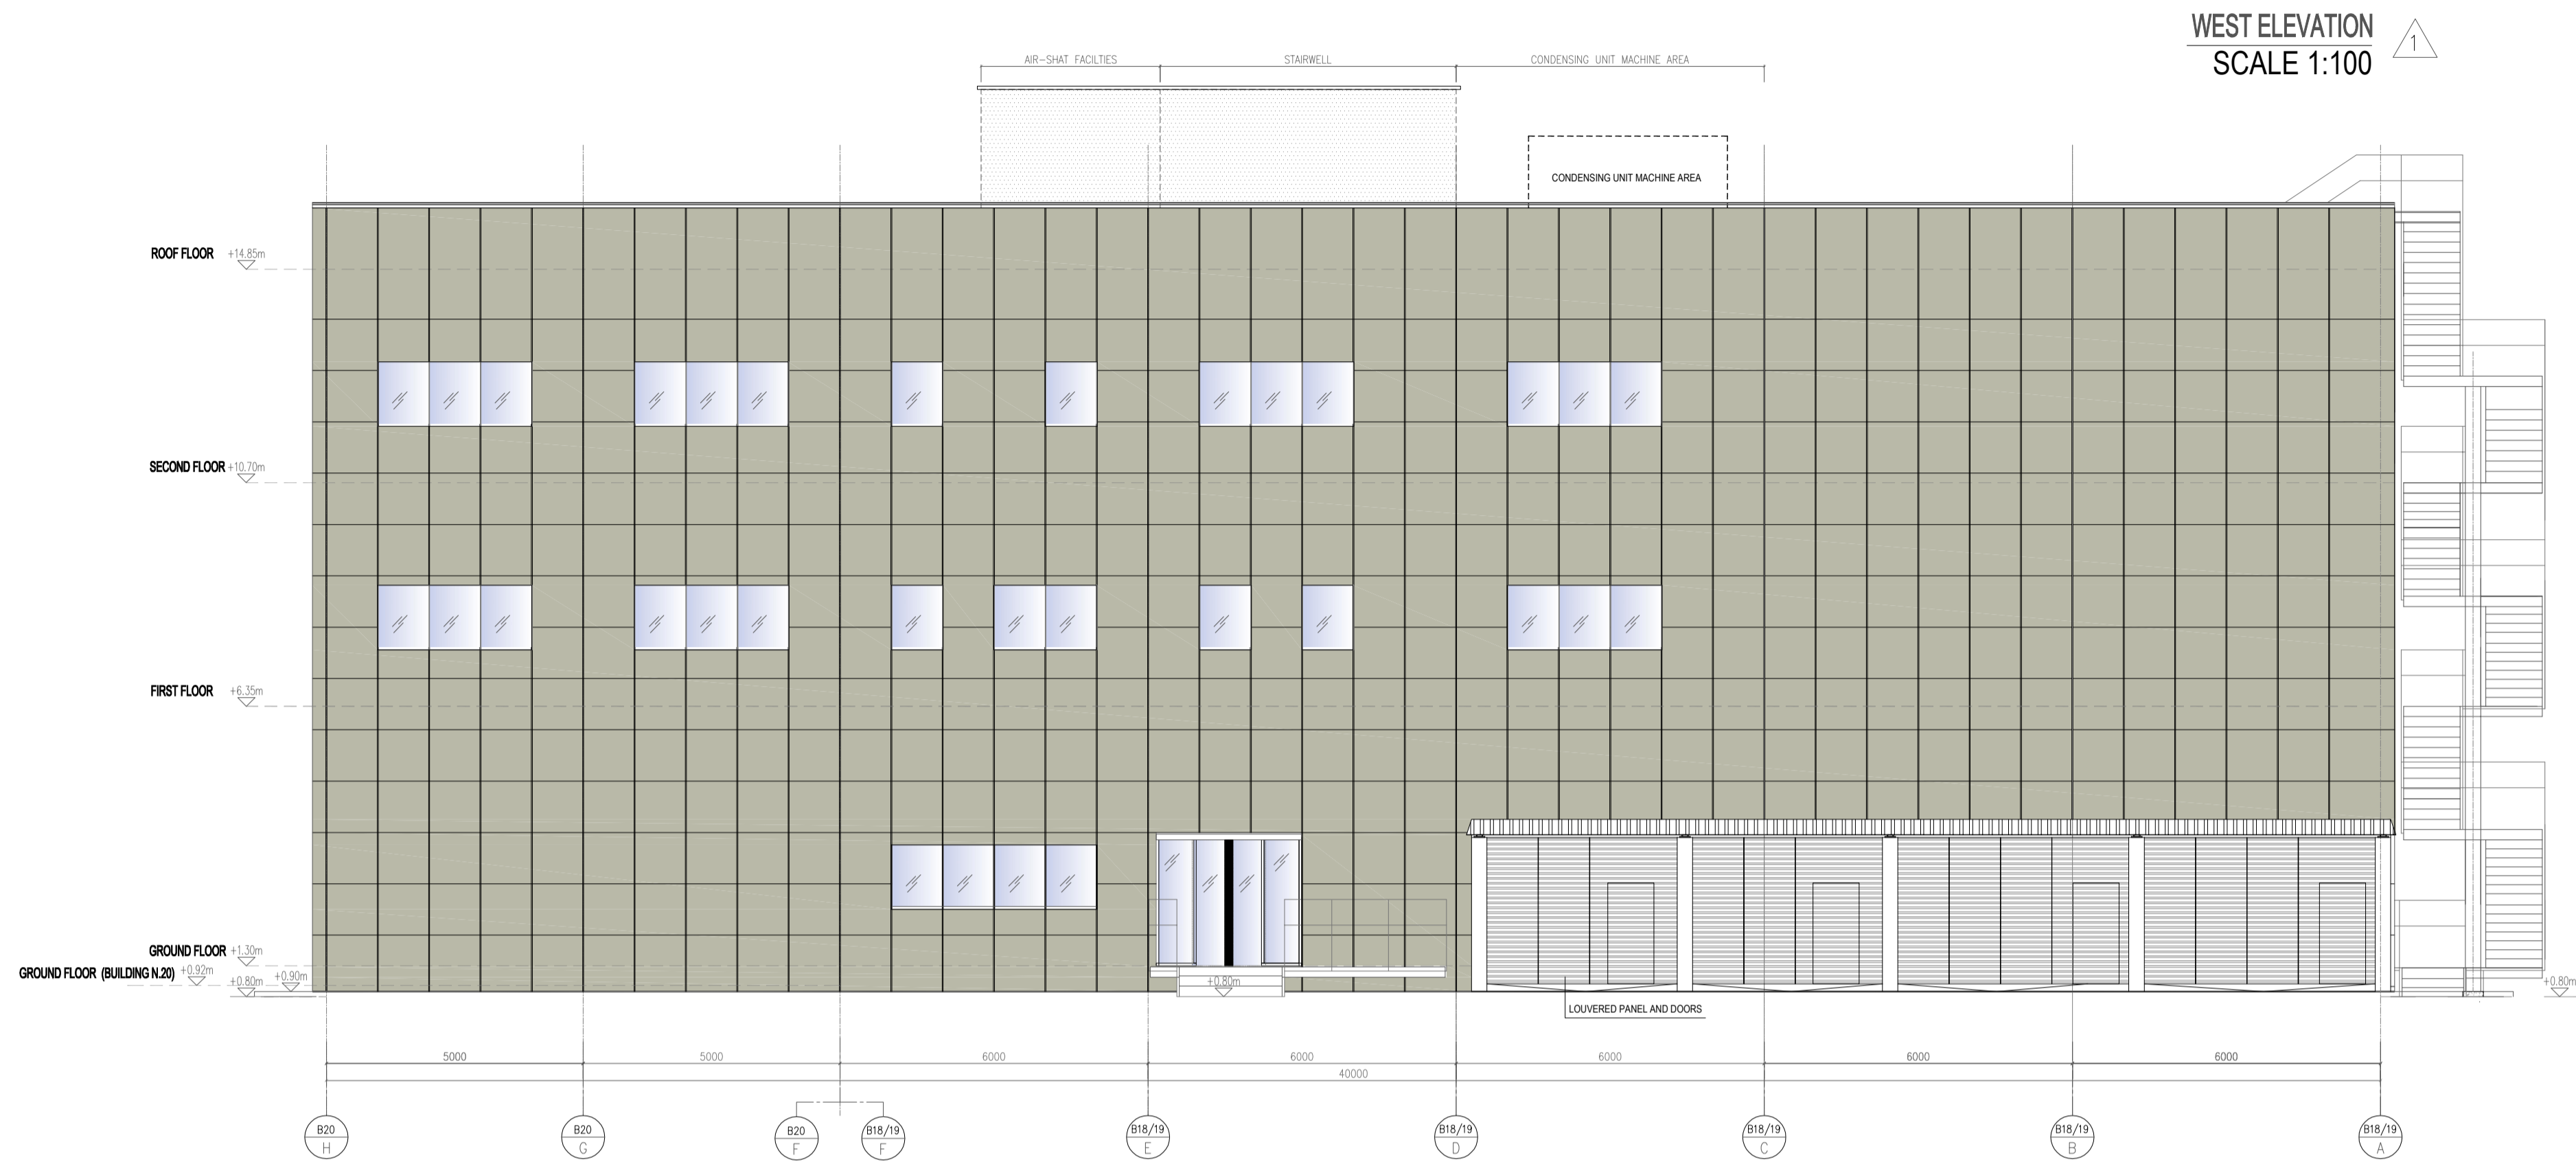 WEST ELEVATION
SCALE 1:100
1
AIR-SHAT FACILTIES
STAIRWELL
CONDENSING UNIT MACHINE AREA
CONDENSING UNIT MACHINE AREA
ROOF FLOOR +14.85m
SECOND FLOOR +10.70m
FIRST FLOOR +6.35m
GROUND FLOOR +1.30m
GROUND FLOOR (BUILDING N.20) +0.92m
+0.80m
+0.90m
+0.80m
+0.80m
LOUVERED PANEL AND DOORS
5000
5000
6000
6000
6000
6000
6000
40000
B20
H
B20
G
B20
F
B18/19
F
B18/19
E
B18/19
D
B18/19
C
B18/19
B
B18/19
A